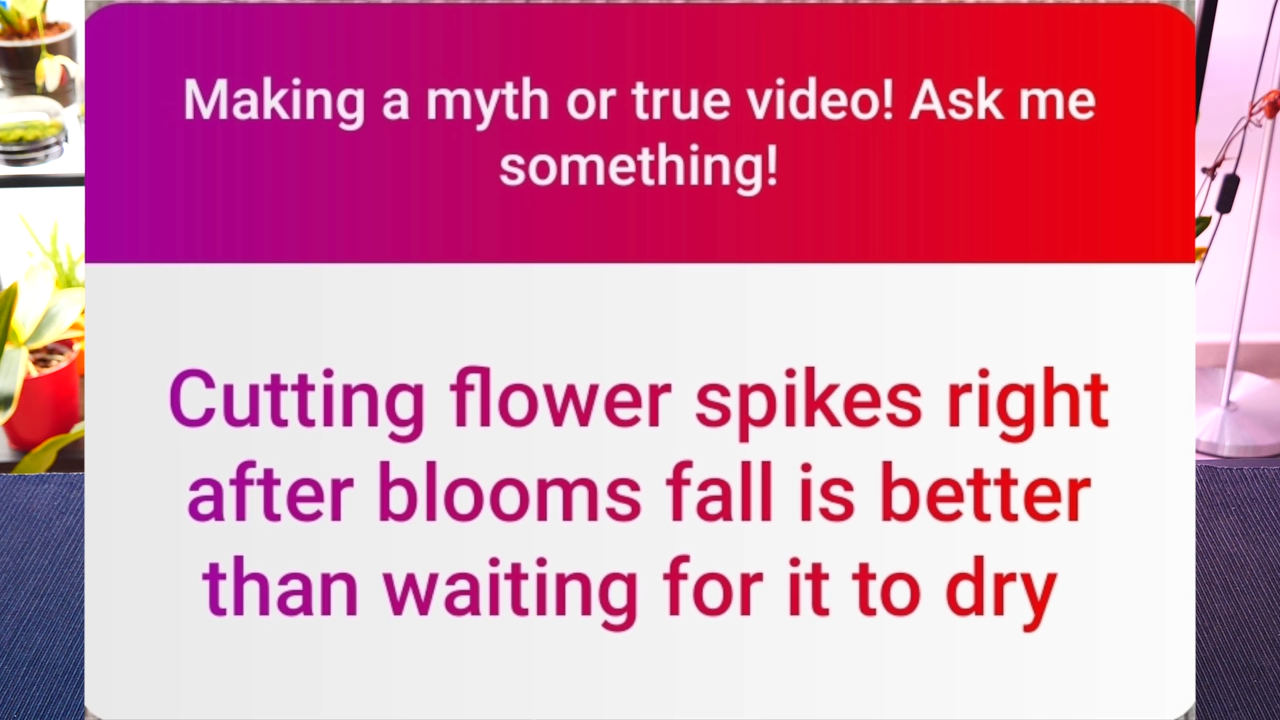 Making a myth or true video! Ask me
something!
Cutting flower spikes right
after blooms fall is better
than waiting for it to dry